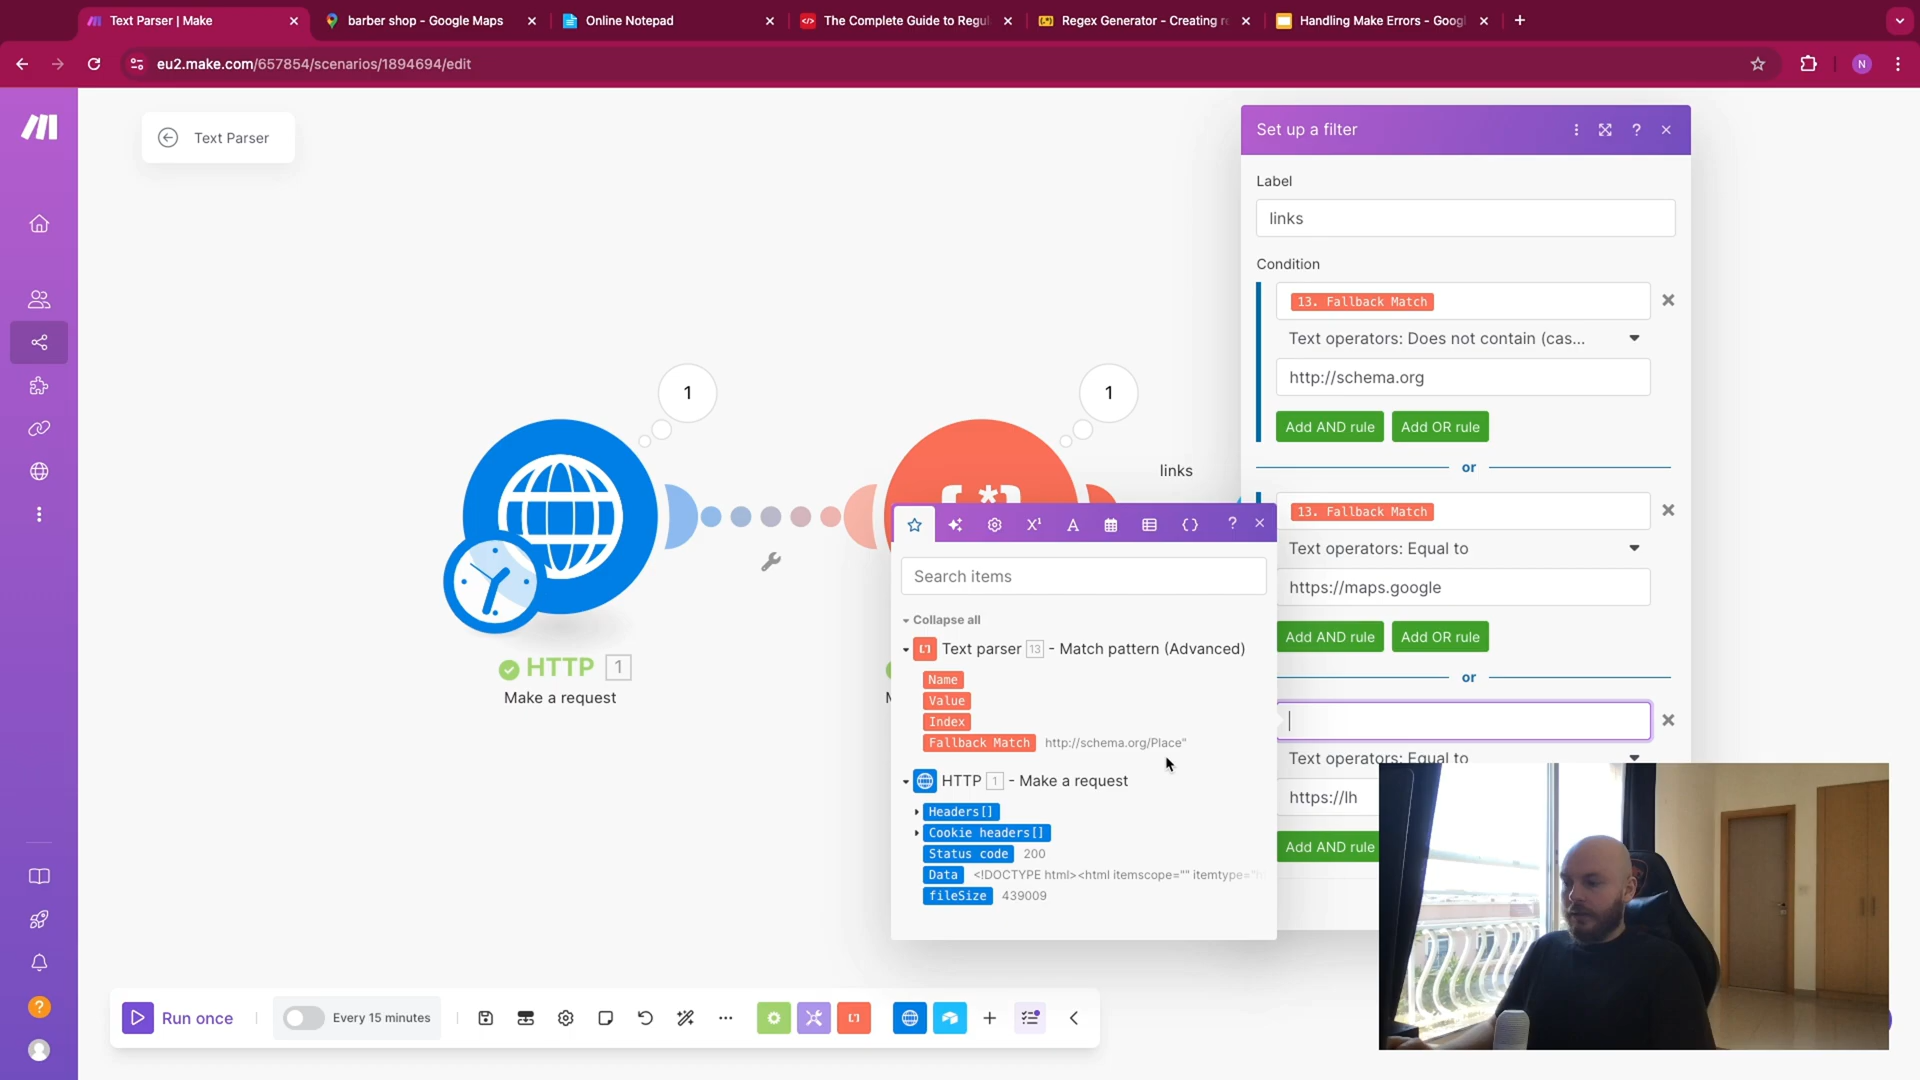 Text Parser | Make
barber shop - Google Maps
Online Notepad
The Complete Guide to Regul
Regex Generator - Creating r
Handling Make Errors - Googl
eu2.make.com/657854/scenarios/1894694/edit
N
Text Parser
Set up a filter
Label
links
Condition
13. Fallback Match
Text operators: Does not contain (cas...
http://schema.org
Add AND rule
Add OR rule
or
13. Fallback Match
Text operators: Equal to
https://maps.google
Add AND rule
Add OR rule
or
Text operators: Equal to
https://lh
Add AND rule
1
1
links
HTTP 1
Make a request
M
Search items
Collapse all
Text parser 13 - Match pattern (Advanced)
Name
Value
Index
Fallback Match http://schema.org/Place"
HTTP 1 - Make a request
Headers[]
Cookie headers[]
Status code 200
Data <!DOCTYPE html><html itemscope="" itemtype="h
fileSize 439009
Run once
Every 15 minutes